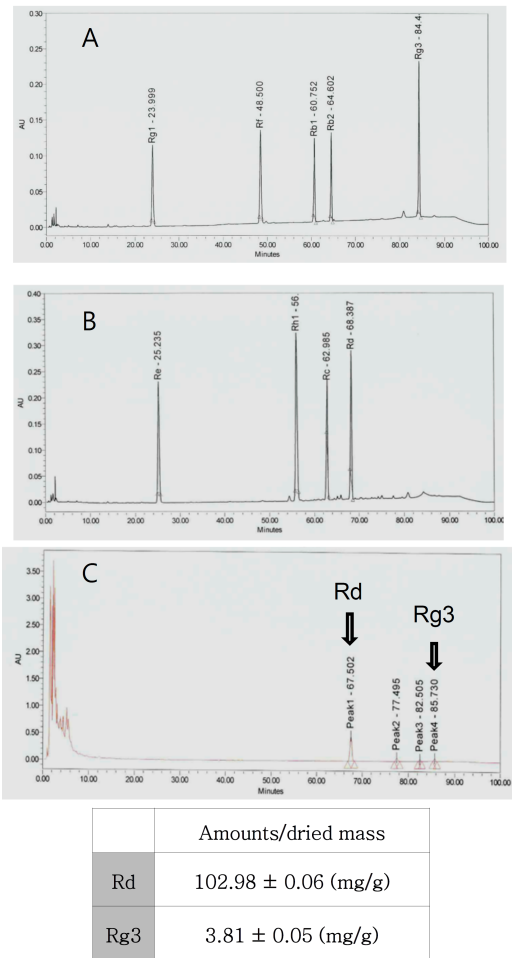 A
0.30
0.25
0.20
0.15
0.10
0.05
0.00
AU
Rg1 - 23.999
Rf - 48.500
Rb1 - 60.752
Rb2 - 64.602
Rg3 - 84.4
0.00 10.00 20.00 30.00 40.00 50.00 60.00 70.00 80.00 90.00 100.00
Minutes
B
0.40
0.35
0.30
0.25
0.20
0.15
0.10
0.05
0.00
AU
Re - 25.235
Rh1 - 56.
Rc - 62.985
Rd - 68.387
0.00 10.00 20.00 30.00 40.00 50.00 60.00 70.00 80.00 90.00 100.00
Minutes
C
3.50
3.00
2.50
2.00
1.50
1.00
0.50
0.00
AU
Rd
Rg3
Peak1 - 67.502
Peak2 - 77.495
Peak3 - 82.505
Peak4 - 85.730
0.00 10.00 20.00 30.00 40.00 50.00 60.00 70.00 80.00 90.00 100.00
Minutes
Amounts/dried mass
Rd 102.98 ± 0.06 (mg/g)
Rg3 3.81 ± 0.05 (mg/g)